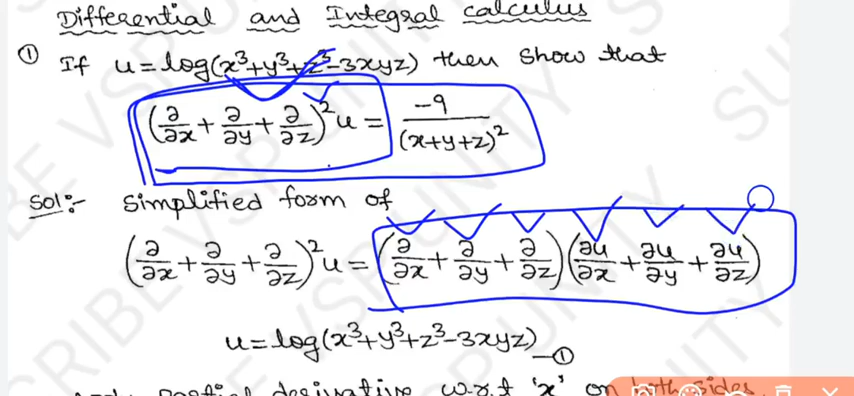 Differential and Integral calculus
① If u=log(x³+y³+z³-3xyz) then show that
(∂/∂x + ∂/∂y + ∂/∂z)² u = -9/(x+y+z)²
Sol:- Simplified form of
(∂/∂x + ∂/∂y + ∂/∂z)² u = (∂/∂x + ∂/∂y + ∂/∂z)(∂u/∂x + ∂u/∂y + ∂u/∂z)
u=log(x³+y³+z³-3xyz) —①
partial derivative w.r.t 'x' on both sides